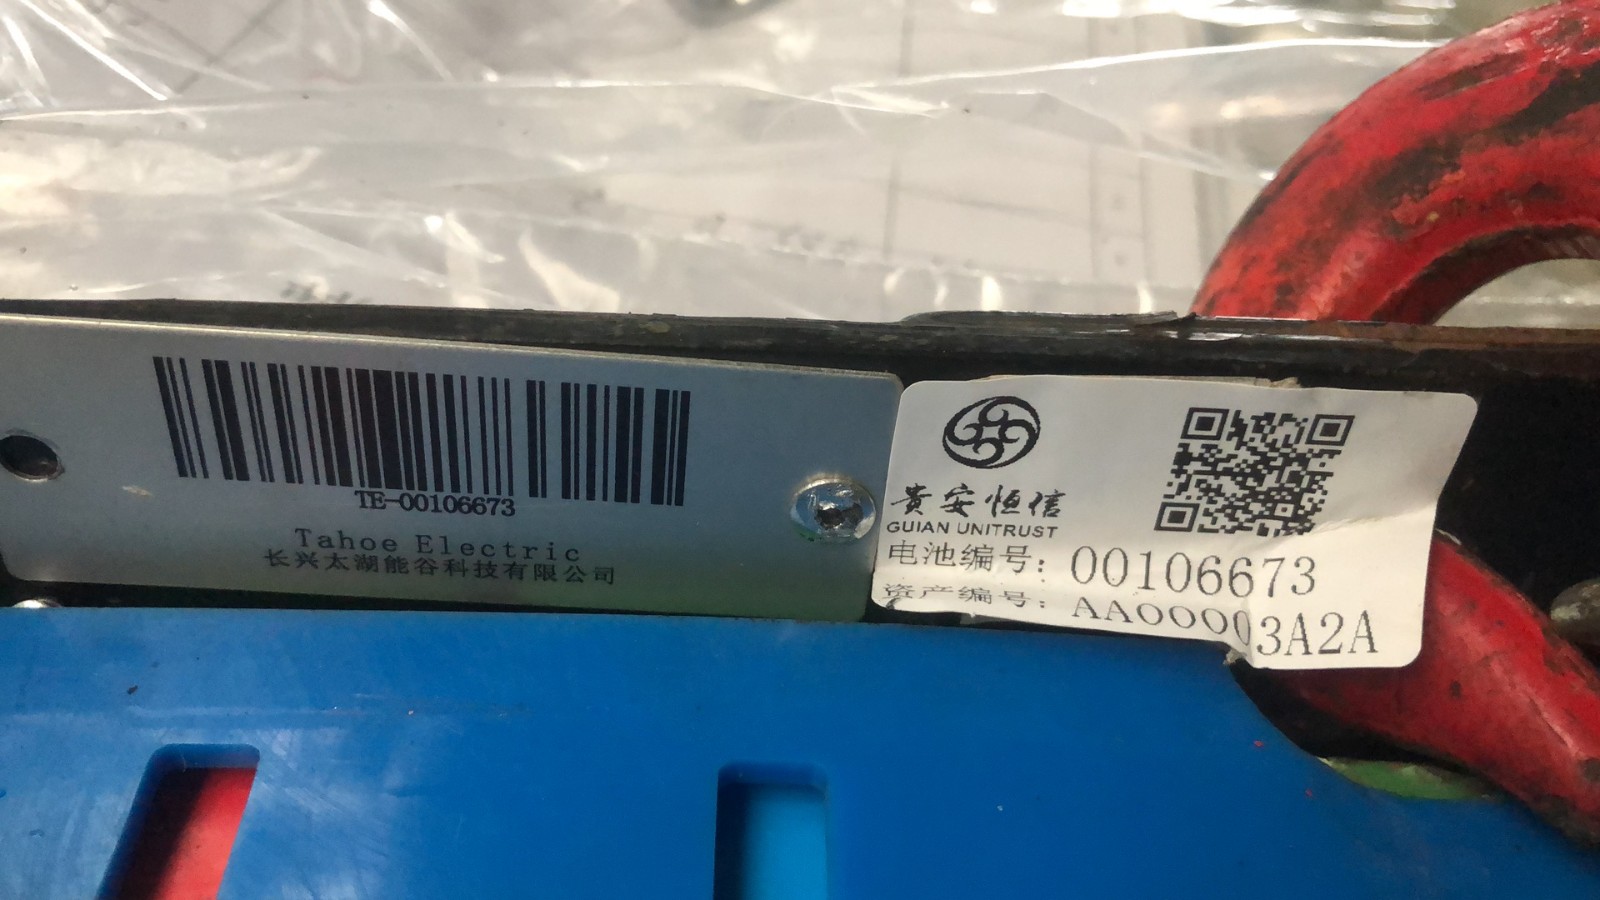 TE-00106673
Tahoe Electric
长兴太湖能谷科技有限公司
贵安恒信
GUIAN UNITRUST
电池编号：00106673
资产编号：AA00003A2A